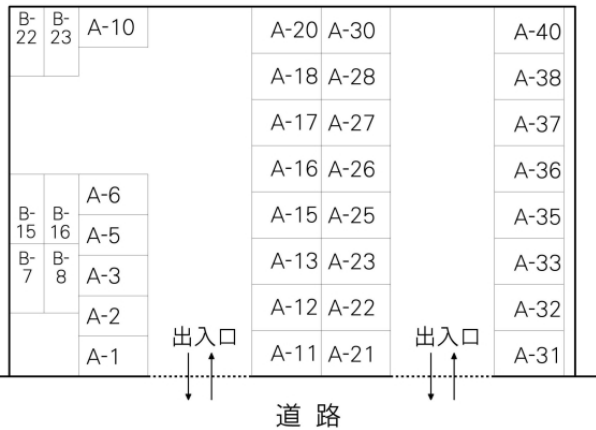 B-22 B-23 A-10 A-20 A-30 A-40
A-18 A-28 A-38
A-17 A-27 A-37
A-6 A-16 A-26 A-36
B-15 B-16 A-5 A-15 A-25 A-35
B-7 B-8 A-3 A-13 A-23 A-33
A-2 A-12 A-22 A-32
出入口 出入口
A-1 A-11 A-21 A-31
道路